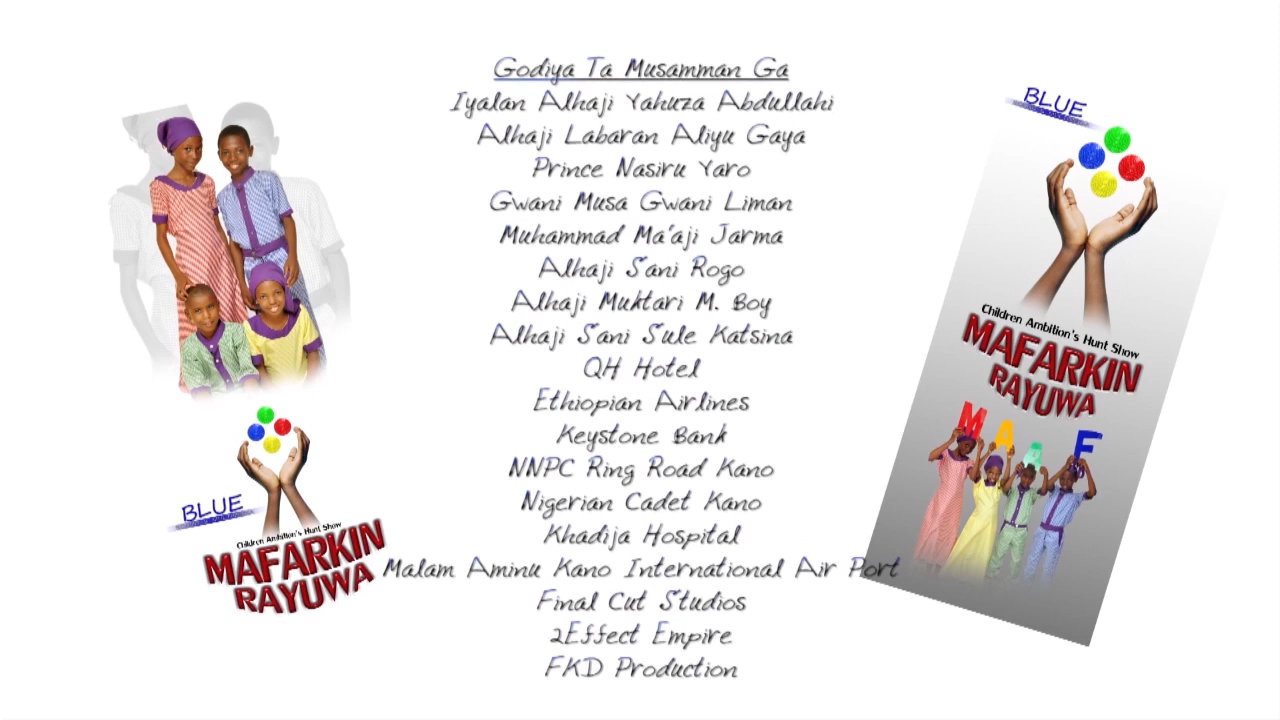 Godiya Ta Musamman Ga
Iyalan Alhaji Yahuza Abdullahi
Alhaji Labaran Aliyu Gaya
Prince Nasiru Yaro
Gwani Musa Gwani Liman
Muhammad Ma'aji Jarma
Alhaji Sani Rogo
Alhaji Muktari M. Boy
Alhaji Sani Sule Katsina
QH Hotel
Ethiopian Airlines
Keystone Bank
NNPC Ring Road Kano
Nigerian Cadet Kano
Khadija Hospital
Malam Aminu Kano International Air Port
Final Cut Studios
2Effect Empire
FKD Production
BLUE
Children Ambition's Hunt Show
MAFARKIN
RAYUWA
BLUE
Children Ambition's Hunt Show
MAFARKIN
RAYUWA
M A F